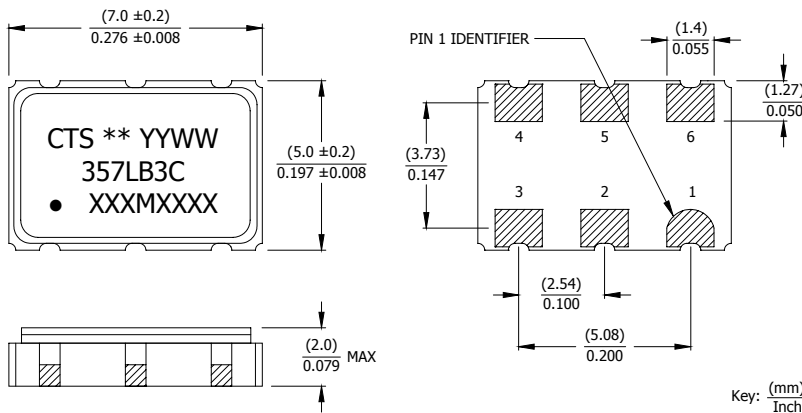 (7.0 ±0.2)
0.276 ±0.008
CTS ** YYWW
357LB3C
• XXXMXXXX
(5.0 ±0.2)
0.197 ±0.008
(2.0)
0.079 MAX
PIN 1 IDENTIFIER
(1.4)
0.055
(1.27)
0.050
4 5 6
(3.73)
0.147
3 2 1
(2.54)
0.100
(5.08)
0.200
Key: (mm)
Inch